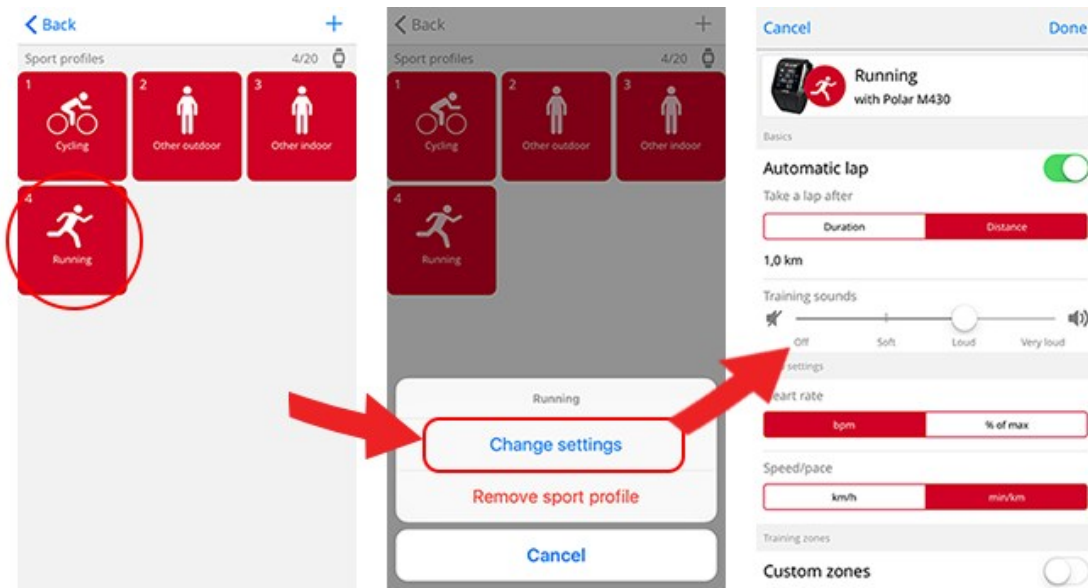 Back
Sport profiles 4/20
1 2 3
Cycling Other outdoor Other indoor
4
Running
Back
Sport profiles 4/20
1 2 3
Cycling Other outdoor Other indoor
4
Running
Running
Change settings
Remove sport profile
Cancel
Cancel Done
Running
with Polar M430
Basics
Automatic lap
Take a lap after
Duration Distance
1,0 km
Training sounds
Off Soft Loud Very loud
settings
eart rate
bpm % of max
Speed/pace
km/h min/km
Training zones
Custom zones